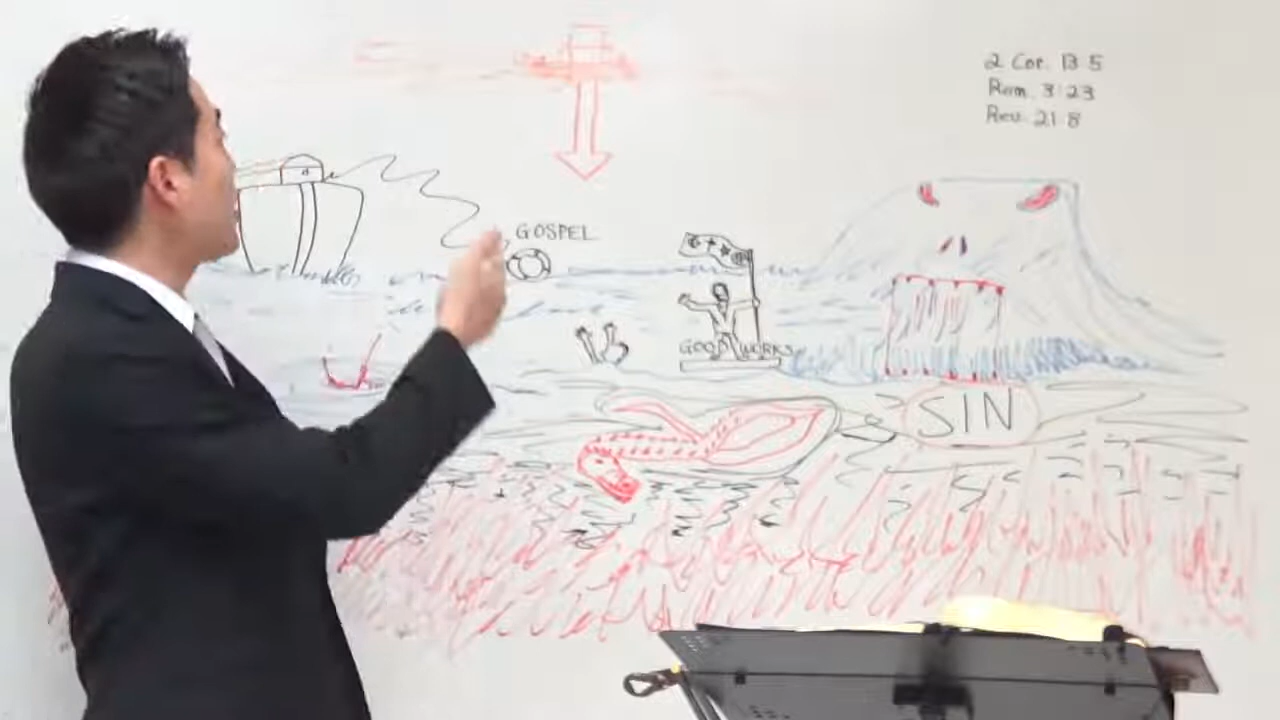 2 Cor. 13 5
Rom. 3:23
Rev. 21 8
GOSPEL
GOOD WORKS
SIN